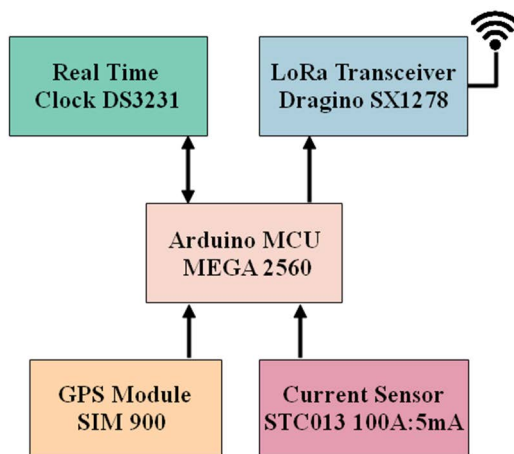 Real Time
Clock DS3231
LoRa Transceiver
Dragino SX1278
Arduino MCU
MEGA 2560
GPS Module
SIM 900
Current Sensor
STC013 100A:5mA